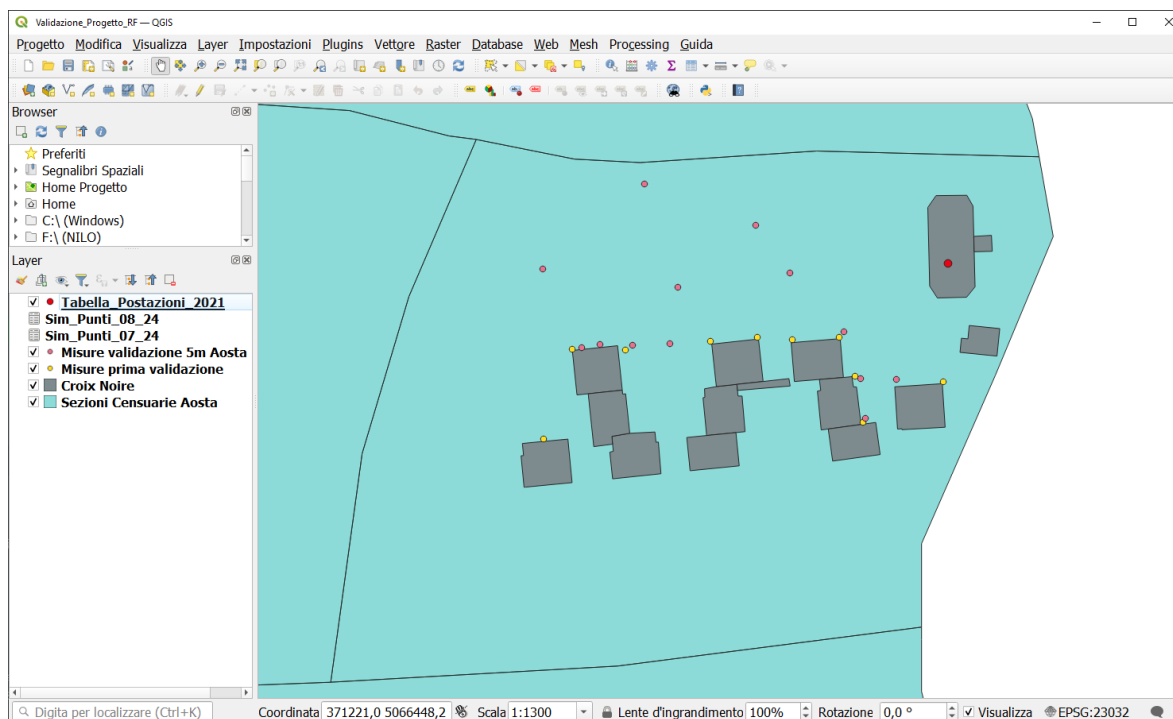 Validazione_Progetto_RF — QGIS
Progetto Modifica Visualizza Layer Impostazioni Plugins Vettore Raster Database Web Mesh Processing Guida
Browser
Preferiti
Segnalibri Spaziali
Home Progetto
Home
C:\ (Windows)
F:\ (NILO)
Layer
Tabella_Postazioni_2021
Sim_Punti_08_24
Sim_Punti_07_24
Misure validazione 5m Aosta
Misure prima validazione
Croix Noire
Sezioni Censuarie Aosta
Digita per localizzare (Ctrl+K) Coordinata 371221,0 5066448,2 Scala 1:1300 Lente d'ingrandimento 100% Rotazione 0,0 ° Visualizza EPSG:23032